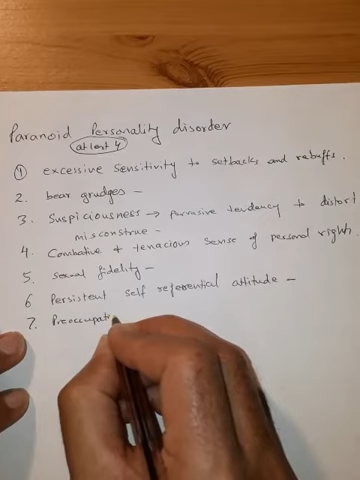 Paranoid Personality disorder
at least 4
① excessive sensitivity to setbacks and rebuffs.
2. bear grudges -
3. Suspiciousness → pervasive tendency to distort
misconstrue -
4. Combative & tenacious sense of personal rights.
5. Sexual fidelity -
6 Persistent self referential attitude -
7. Preoccupati